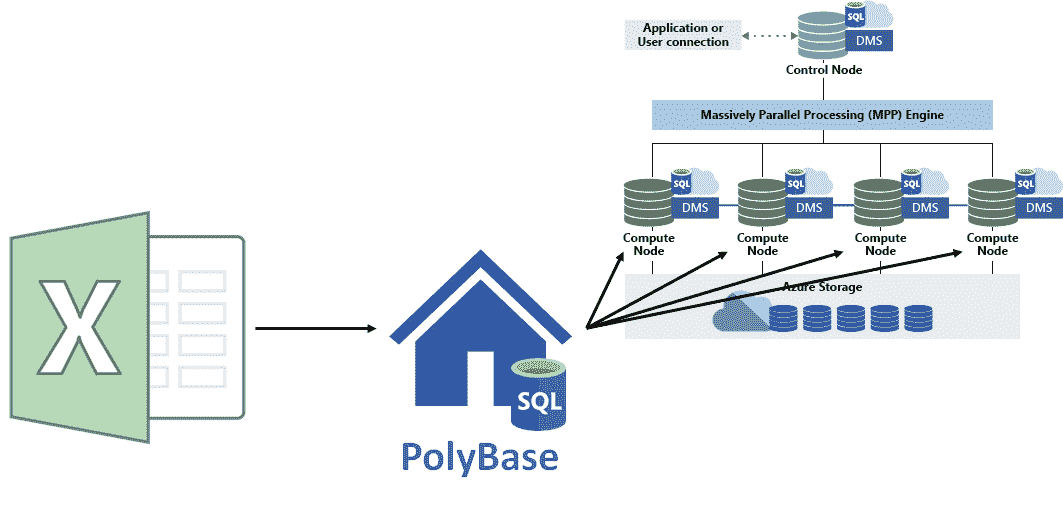 SQL
DMS
Application or
User connection
Control Node
Massively Parallel Processing (MPP) Engine
SQL
DMS
SQL
DMS
SQL
DMS
SQL
DMS
Compute
Node
Compute
Node
Compute
Node
Compute
Node
Azure Storage
X
SQL
PolyBase